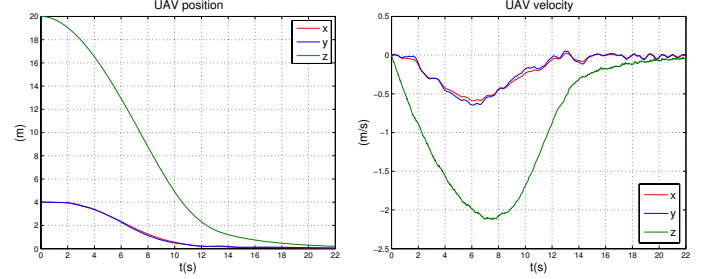 UAV position
20
18
16
14
12
10
8
6
4
2
0
(m)
0 2 4 6 8 10 12 14 16 18 20 22
t(s)
x
y
z
UAV velocity
0.5
0
−0.5
−1
−1.5
−2
−2.5
(m/s)
0 2 4 6 8 10 12 14 16 18 20 22
t(s)
x
y
z